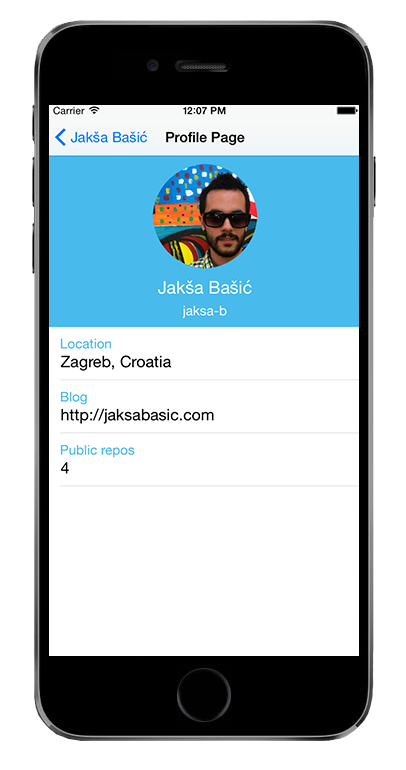 Carrier 12:07 PM
Jakša Bašić Profile Page
Jakša Bašić
jaksa-b
Location
Zagreb, Croatia
Blog
http://jaksabasic.com
Public repos
4